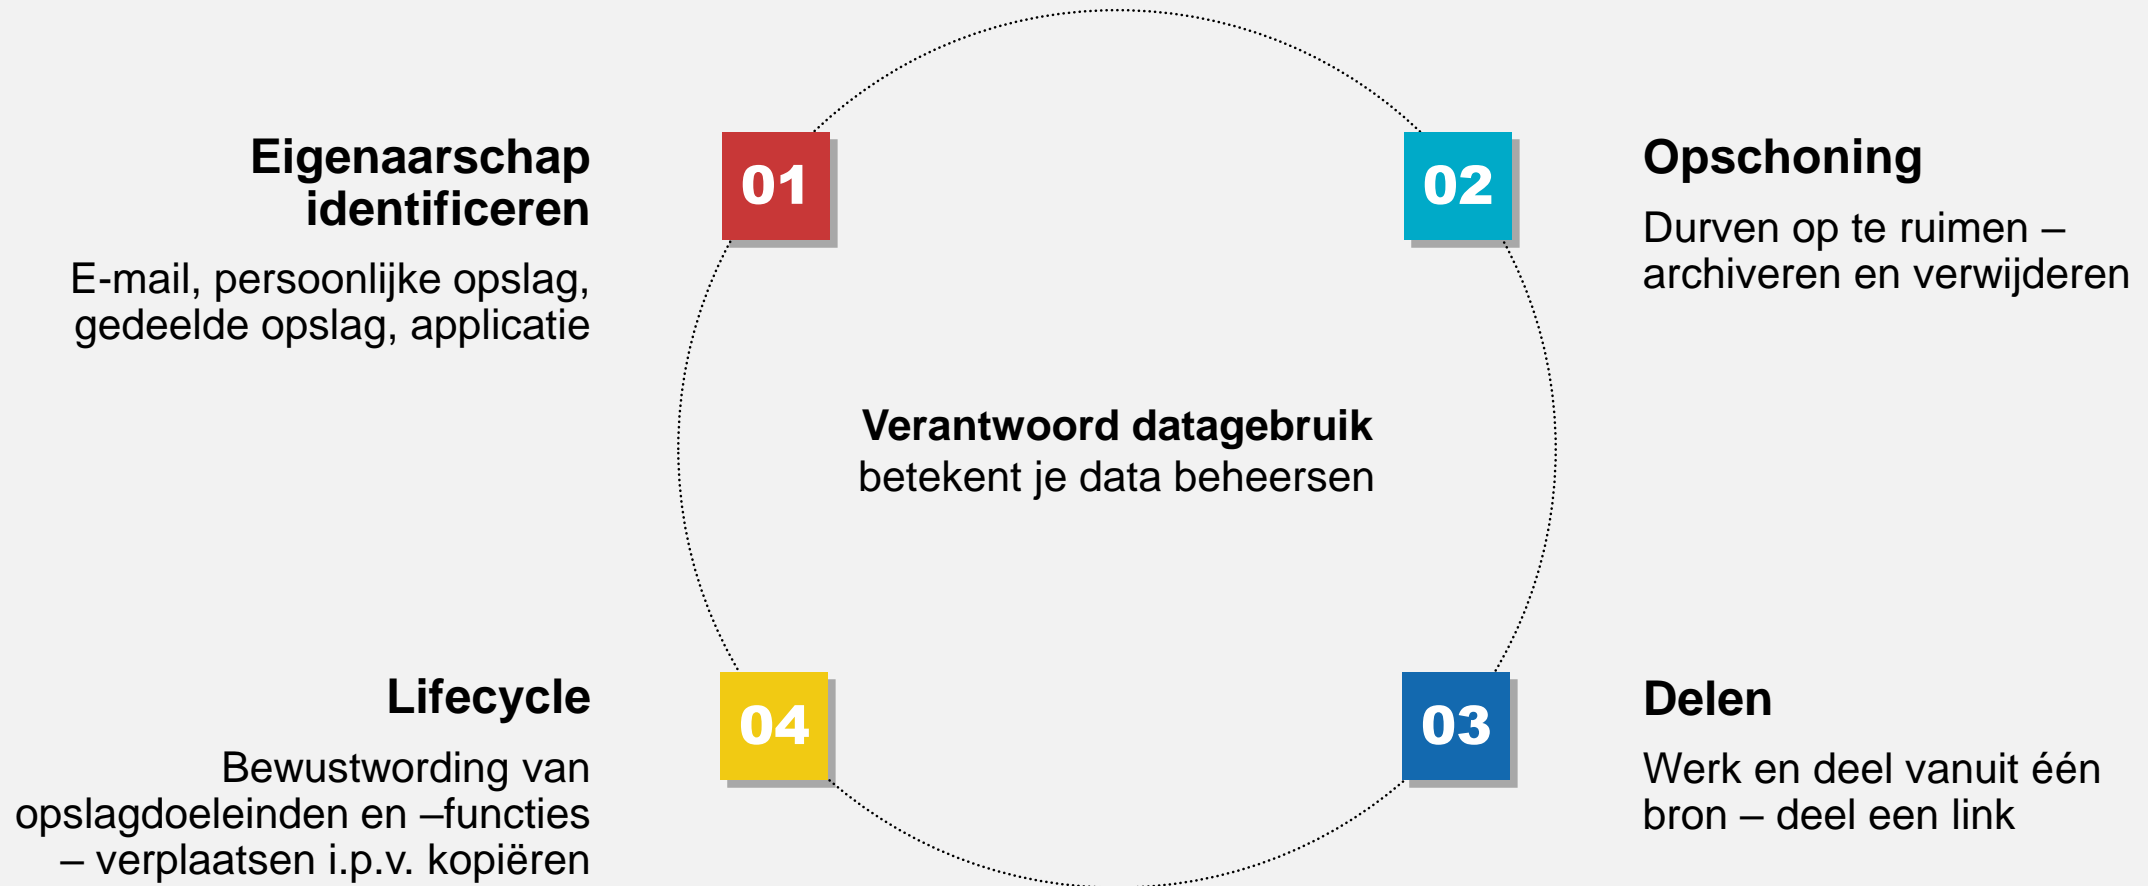 01
Eigenaarschap
identificeren
E-mail, persoonlijke opslag,
gedeelde opslag, applicatie
02
Opschoning
Durven op te ruimen –
archiveren en verwijderen
Verantwoord datagebruik
betekent je data beheersen
03
Delen
Werk en deel vanuit één
bron – deel een link
04
Lifecycle
Bewustwording van
opslagdoeleinden en –functies
– verplaatsen i.p.v. kopiëren